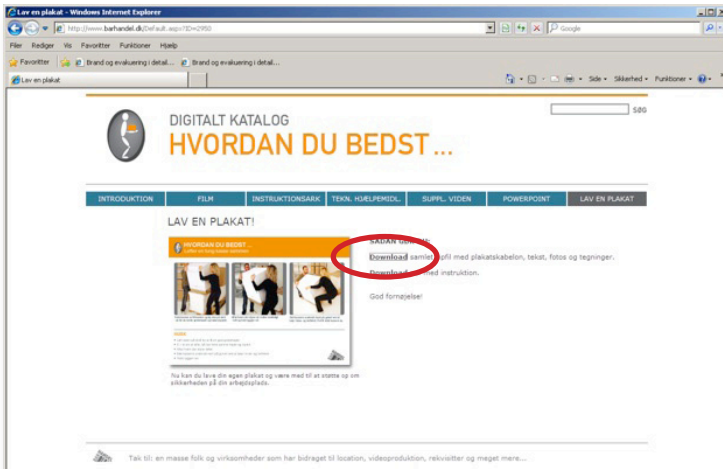 Lav en plakat - Windows Internet Explorer
http://www.barhandel.dk/Default.aspx?ID=2950
Google
Filer Rediger Vis Favoritter Funktioner Hjælp
Favoritter Brand og evakuering i detail... Brand og evakuering i detail...
Lav en plakat
Side Sikkerhed Funktioner
SØG
DIGITALT KATALOG
HVORDAN DU BEDST ...
INTRODUKTION FILM INSTRUKTIONSARK TEKN. HJÆLPEMIDL. SUPPL. VIDEN POWERPOINT LAV EN PLAKAT
LAV EN PLAKAT!
HVORDAN DU BEDST ...
SÅDAN
Download samlet fil med plakatskabelon, tekst, fotos og tegninger.
Download med instruktion.
God fornøjelse!
Nu kan du lave din egen plakat og være med til at støtte op om
sikkerheden på din arbejdsplads.
Tak til: en masse folk og virksomheder som har bidraget til location, videoproduktion, rekvisitter og meget mere...